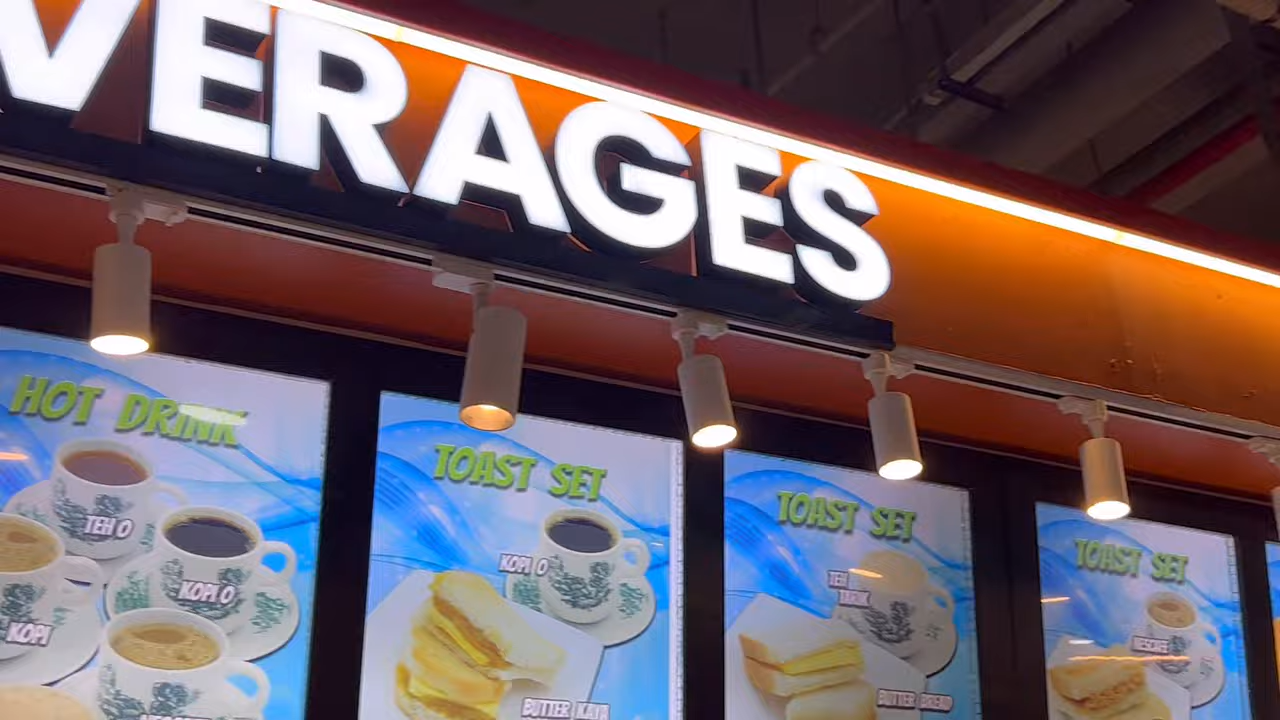 VERAGES
HOT DRINK
TEH O
KOPI O
KOPI
TOAST SET
KOPI O
BUTTER KAYA
TOAST SET
TEH
TARIK
BUTTER BREAD
TOAST SET
NESCAFE